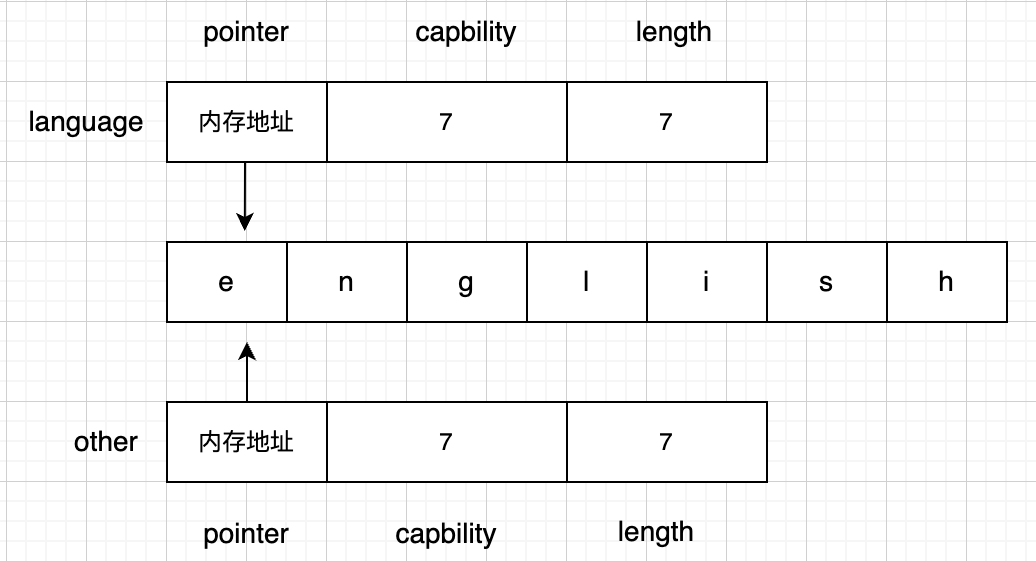 pointer capbility length
language 内存地址 7 7
e n g l i s h
other 内存地址 7 7
pointer capbility length